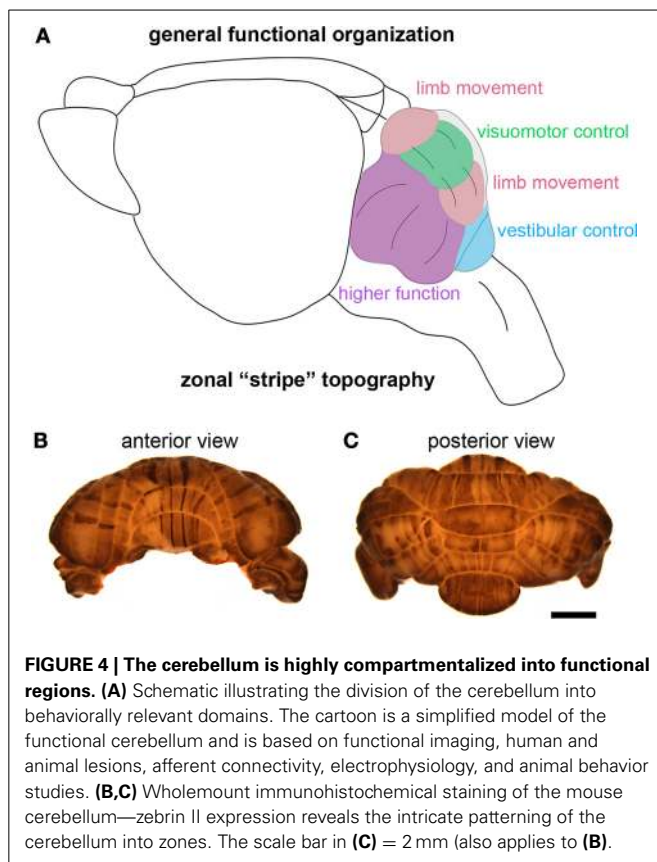 A
general functional organization
limb movement
visuomotor control
limb movement
vestibular control
higher function
zonal “stripe” topography
B
anterior view
C
posterior view
FIGURE 4 | The cerebellum is highly compartmentalized into functional
regions. (A) Schematic illustrating the division of the cerebellum into
behaviorally relevant domains. The cartoon is a simplified model of the
functional cerebellum and is based on functional imaging, human and
animal lesions, afferent connectivity, electrophysiology, and animal behavior
studies. (B,C) Wholemount immunohistochemical staining of the mouse
cerebellum—zebrin II expression reveals the intricate patterning of the
cerebellum into zones. The scale bar in (C) = 2 mm (also applies to (B).